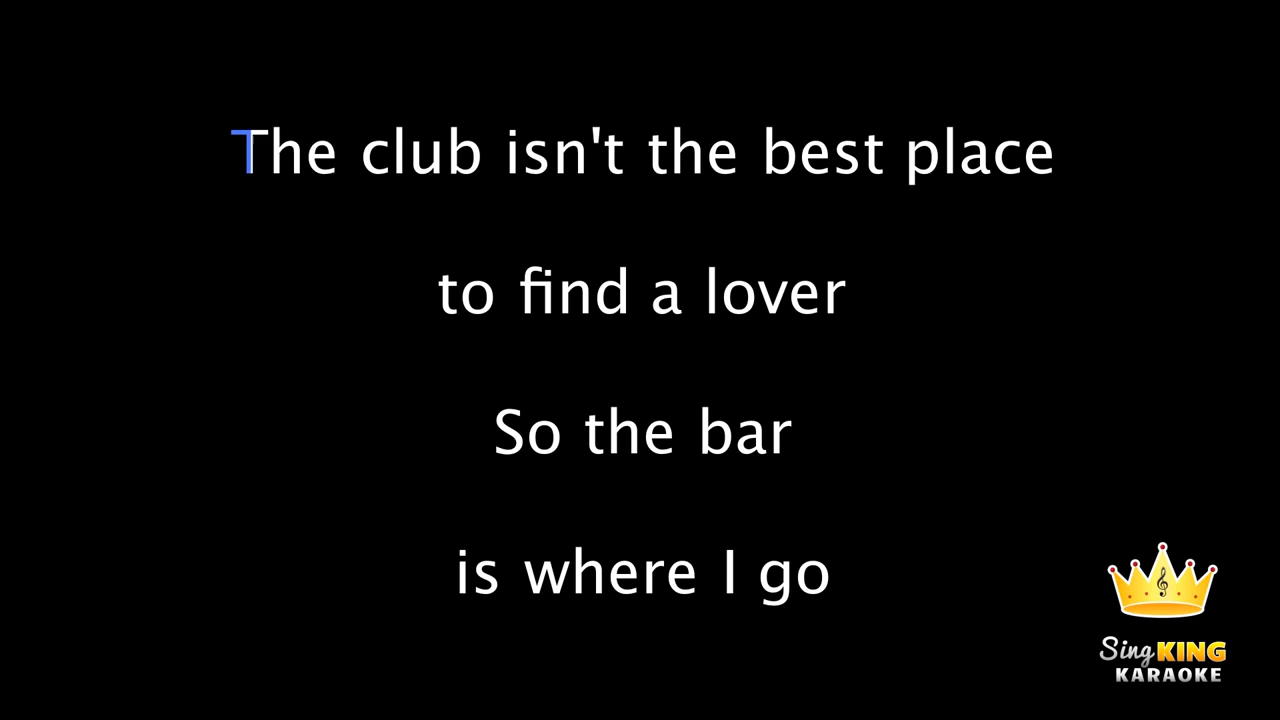 The club isn't the best place
to find a lover
So the bar
is where I go
Sing KING
KARAOKE